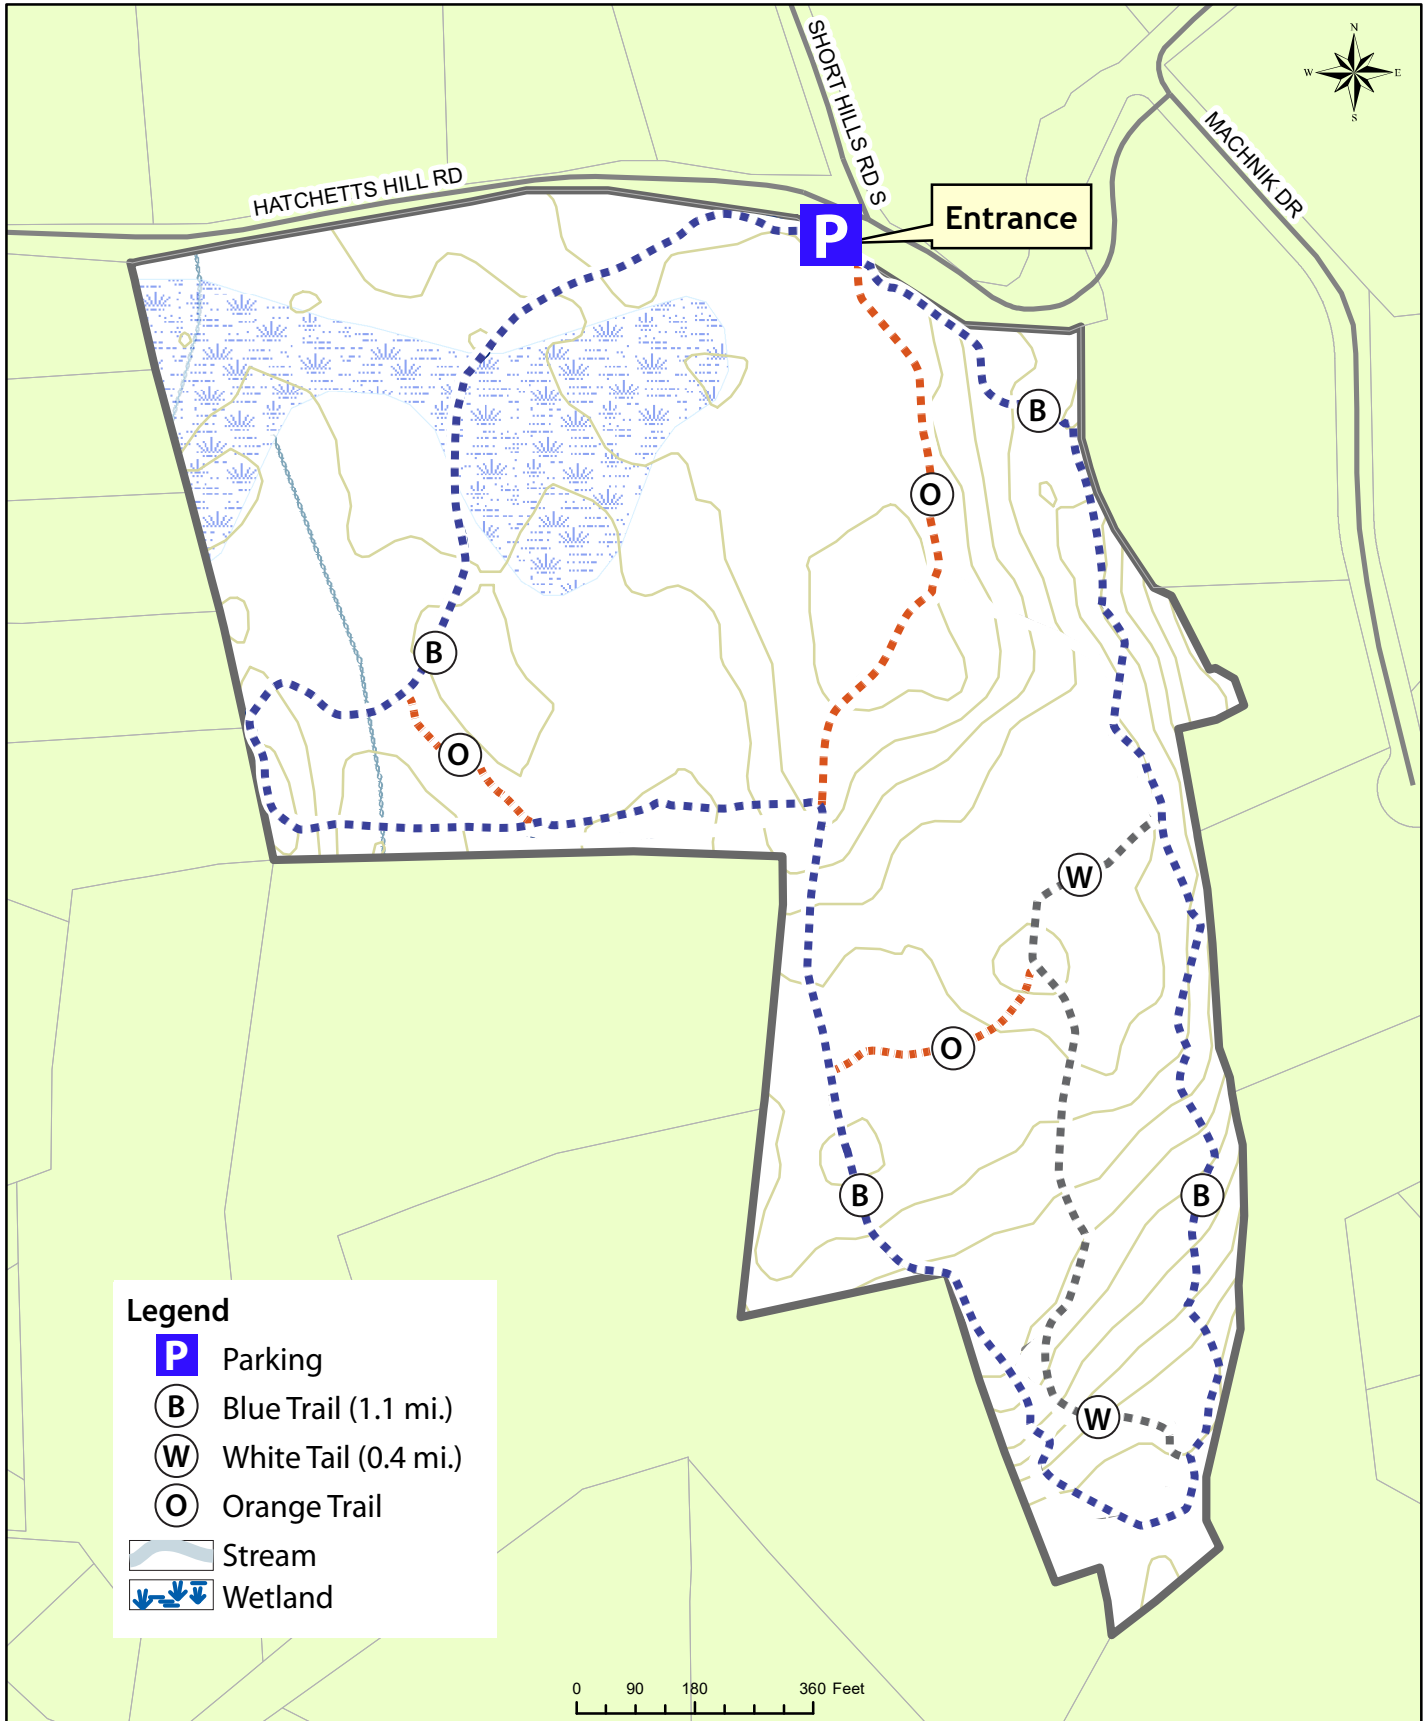 N
W E
S
SHORT HILLS RD S
MACHNIK DR
HATCHETTS HILL RD
P
Entrance
B
O
B
O
W
O
B
B
W
Legend
P Parking
B Blue Trail (1.1 mi.)
W White Tail (0.4 mi.)
O Orange Trail
Stream
Wetland
0 90 180 360 Feet